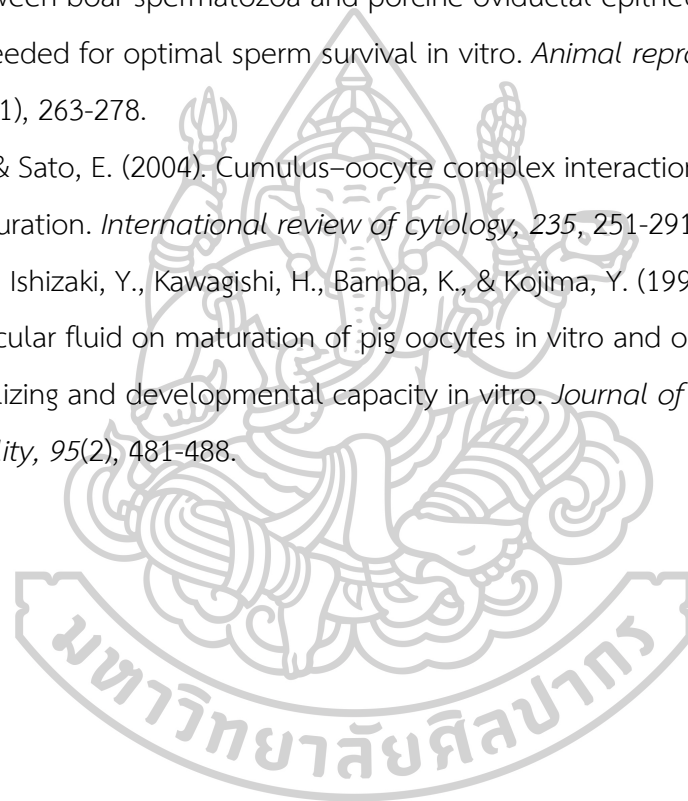 ween boar spermatozoa and porcine oviductal epithe
eeded for optimal sperm survival in vitro. Animal repro
1), 263-278.
& Sato, E. (2004). Cumulus–oocyte complex interaction
uration. International review of cytology, 235, 251-291
Ishizaki, Y., Kawagishi, H., Bamba, K., & Kojima, Y. (199
cular fluid on maturation of pig oocytes in vitro and o
lizing and developmental capacity in vitro. Journal of
ity, 95(2), 481-488.
มหาวิทยาลัยศิลปากร